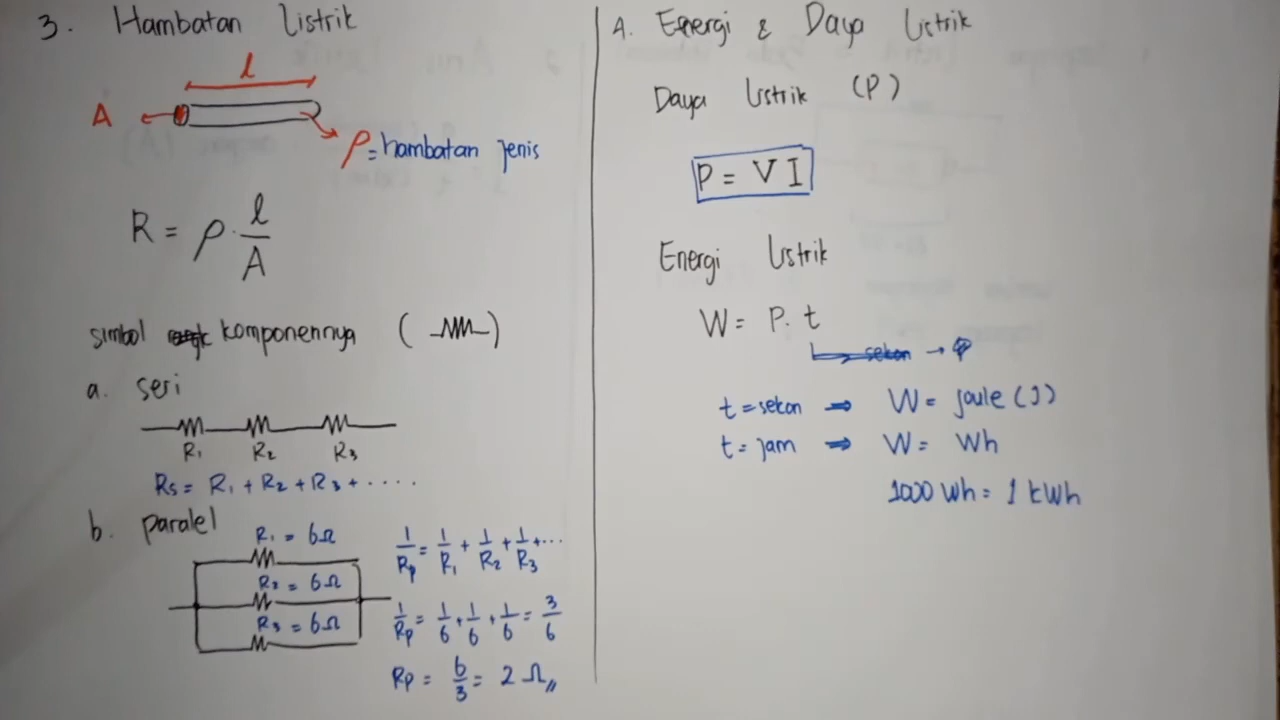 3. Hambatan Listrik
l
A
ρ = hambatan jenis
R = ρ . l/A
simbol komponennya ( )
a. seri
R₁ R₂ R₃
Rs = R₁ + R₂ + R₃ + ....
b. paralel
R₁ = 6Ω
R₂ = 6Ω
R₃ = 6Ω
1/Rp = 1/R₁ + 1/R₂ + 1/R₃ + ...
1/Rp = 1/6 + 1/6 + 1/6 = 3/6
Rp = 6/3 = 2 Ω
4. Energi & Daya Listrik
Daya listrik (P)
P = V I
Energi listrik
W = P. t
sekon →
t = sekon ⇒ W = joule (J)
t = jam ⇒ W = Wh
1000 Wh = 1 kWh